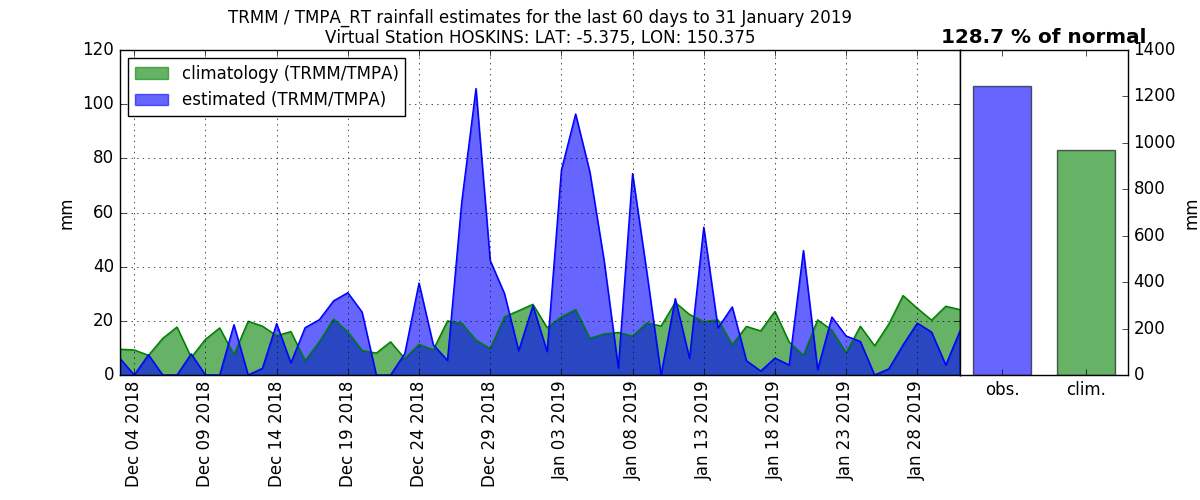 TRMM / TMPA_RT rainfall estimates for the last 60 days to 31 January 2019
Virtual Station HOSKINS: LAT: -5.375, LON: 150.375
128.7 % of normal
climatology (TRMM/TMPA)
estimated (TRMM/TMPA)
mm
120
100
80
60
40
20
0
Dec 04 2018
Dec 09 2018
Dec 14 2018
Dec 19 2018
Dec 24 2018
Dec 29 2018
Jan 03 2019
Jan 08 2019
Jan 13 2019
Jan 18 2019
Jan 23 2019
Jan 28 2019
obs.
clim.
1400
1200
1000
800
600
400
200
0
mm